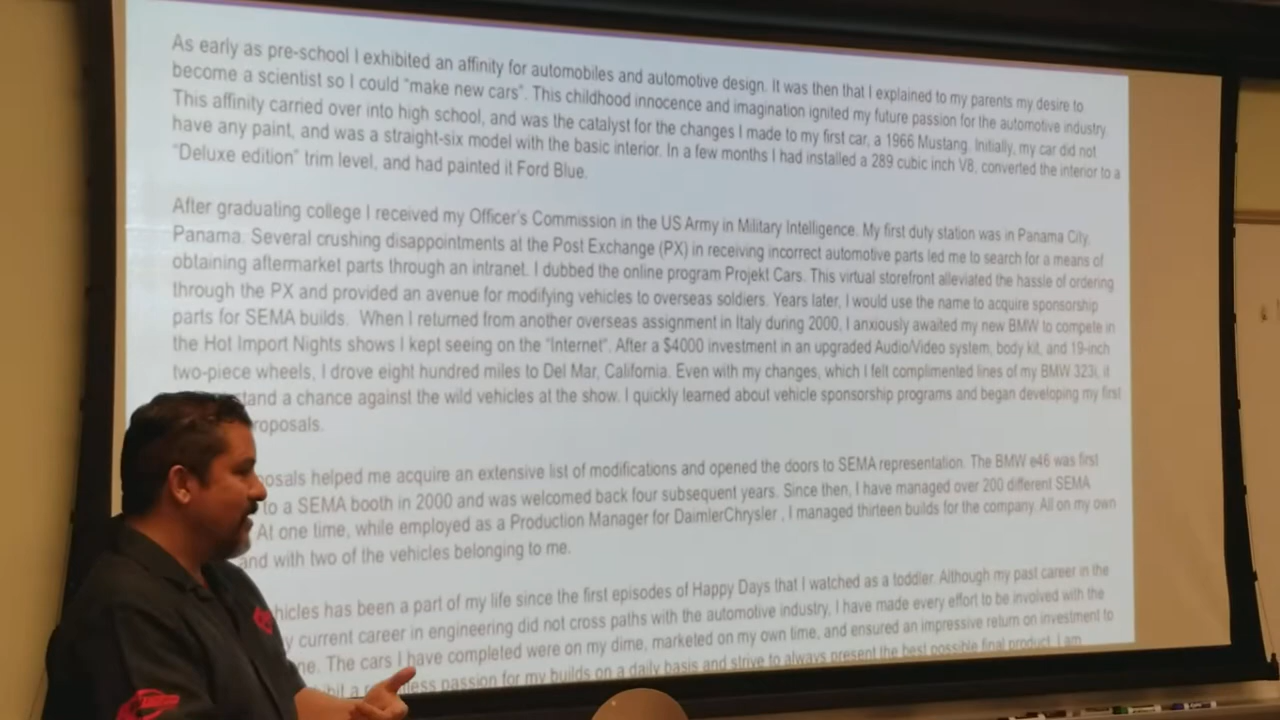 As early as pre-school I exhibited an affinity for automobiles and automotive design. It was then that I explained to my parents my desire to
become a scientist so I could “make new cars”. This childhood innocence and imagination ignited my future passion for the automotive industry.
This affinity carried over into high school, and was the catalyst for the changes I made to my first car, a 1966 Mustang. Initially, my car did not
have any paint, and was a straight-six model with the basic interior. In a few months I had installed a 289 cubic inch V8, converted the interior to a
“Deluxe edition” trim level, and had painted it Ford Blue.
After graduating college I received my Officer’s Commission in the US Army in Military Intelligence. My first duty station was in Panama City,
Panama. Several crushing disappointments at the Post Exchange (PX) in receiving incorrect automotive parts led me to search for a means of
obtaining aftermarket parts through an intranet. I dubbed the online program Projekt Cars. This virtual storefront alleviated the hassle of ordering
through the PX and provided an avenue for modifying vehicles to overseas soldiers. Years later, I would use the name to acquire sponsorship
parts for SEMA builds. When I returned from another overseas assignment in Italy during 2000, I anxiously awaited my new BMW to compete in
the Hot Import Nights shows I kept seeing on the “Internet”. After a $4000 investment in an upgraded Audio/Video system, body kit, and 19-inch
two-piece wheels, I drove eight hundred miles to Del Mar, California. Even with my changes, which I felt complimented lines of my BMW 323i, it
tand a chance against the wild vehicles at the show. I quickly learned about vehicle sponsorship programs and began developing my first
roposals.
osals helped me acquire an extensive list of modifications and opened the doors to SEMA representation. The BMW e46 was first
to a SEMA booth in 2000 and was welcomed back four subsequent years. Since then, I have managed over 200 different SEMA
At one time, while employed as a Production Manager for DaimlerChrysler , I managed thirteen builds for the company. All on my own
and with two of the vehicles belonging to me.
hicles has been a part of my life since the first episodes of Happy Days that I watched as a toddler. Although my past career in the
y current career in engineering did not cross paths with the automotive industry, I have made every effort to be involved with the
ne. The cars I have completed were on my dime, marketed on my own time, and ensured an impressive return on investment to
bit a less passion for my builds on a daily basis and strive to always present the best possible final product. I am